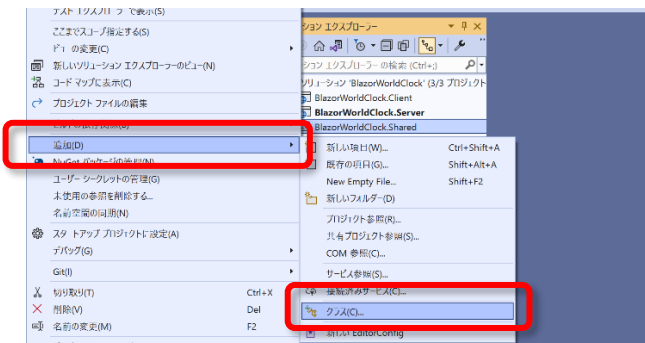 テスト エクスプローラーで表示(S)
ここまでスコープ指定する(S)
の変更(C)
新しいソリューション エクスプローラーのビュー(N)
コード マップに表示(C)
プロジェクト ファイルの編集
追加(D)
NuGet パッケージの管理(N)
ユーザー シークレットの管理(G)
未使用の参照を削除する...
名前空間の同期(N)
スタートアップ プロジェクトに設定(A)
デバッグ(G)
Git(I)
切り取り(T) Ctrl+X
削除(V) Del
名前の変更(M) F2
ション エクスプローラー
ション エクスプローラー の検索 (Ctrl+;)
ソリューション 'BlazorWorldClock' (3/3 プロジェクト
BlazorWorldClock.Client
BlazorWorldClock.Server
BlazorWorldClock.Shared
新しい項目(W)... Ctrl+Shift+A
既存の項目(G)... Shift+Alt+A
New Empty File... Shift+F2
新しいフォルダー(D)
プロジェクト参照(R)...
共有プロジェクト参照(S)...
COM 参照(C)...
サービス参照(S)...
接続済みサービス(C)...
クラス(C)...
新しい EditorConfig